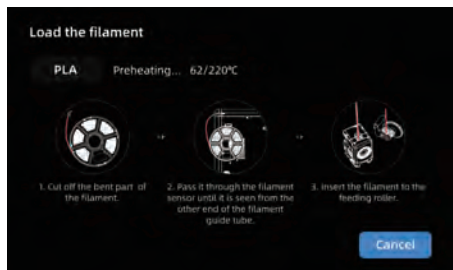 Load the filament
PLA Preheating... 62/220℃
1. Cut off the bent part of
the filament.
2. Pass it through the filament
sensor until it is seen from the
other end of the filament
guide tube.
3. Insert the filament to the
feeding roller.
Cancel